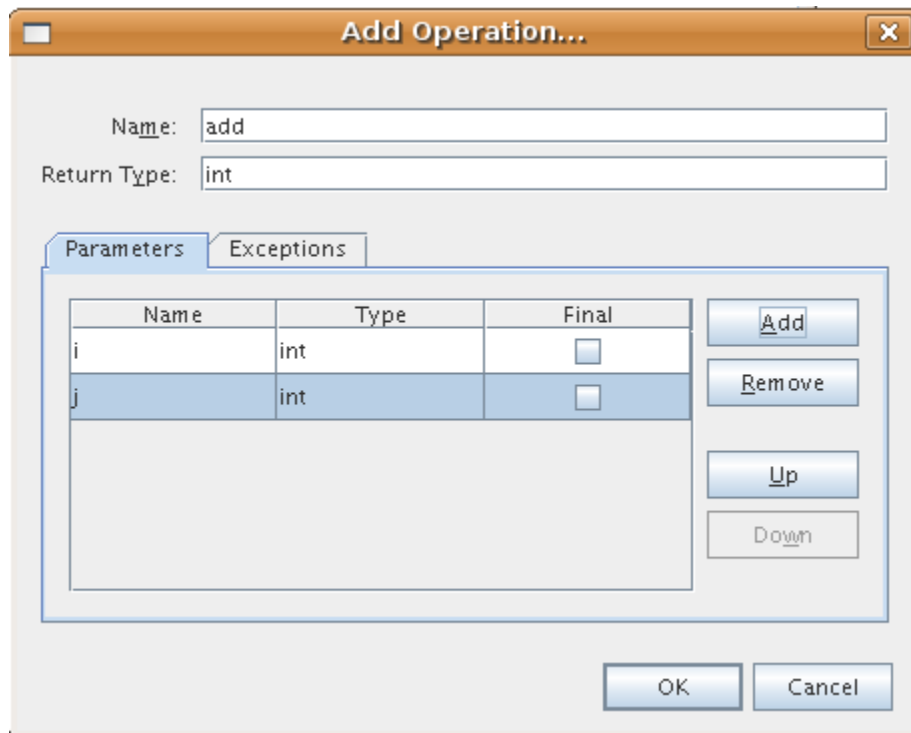 Add Operation...
Name: add
Return Type: int
Parameters Exceptions
Name Type Final
i int
j int
Add
Remove
Up
Down
OK Cancel